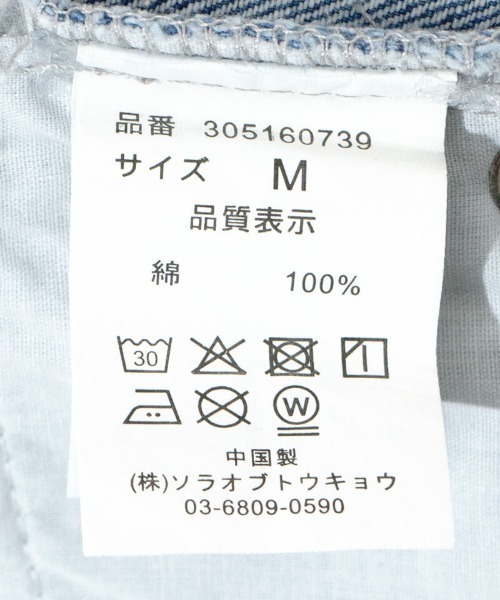 品番 305160739
サイズ M
品質表示
綿 100%
30
W
中国製
(株)ソラオブトウキョウ
03-6809-0590